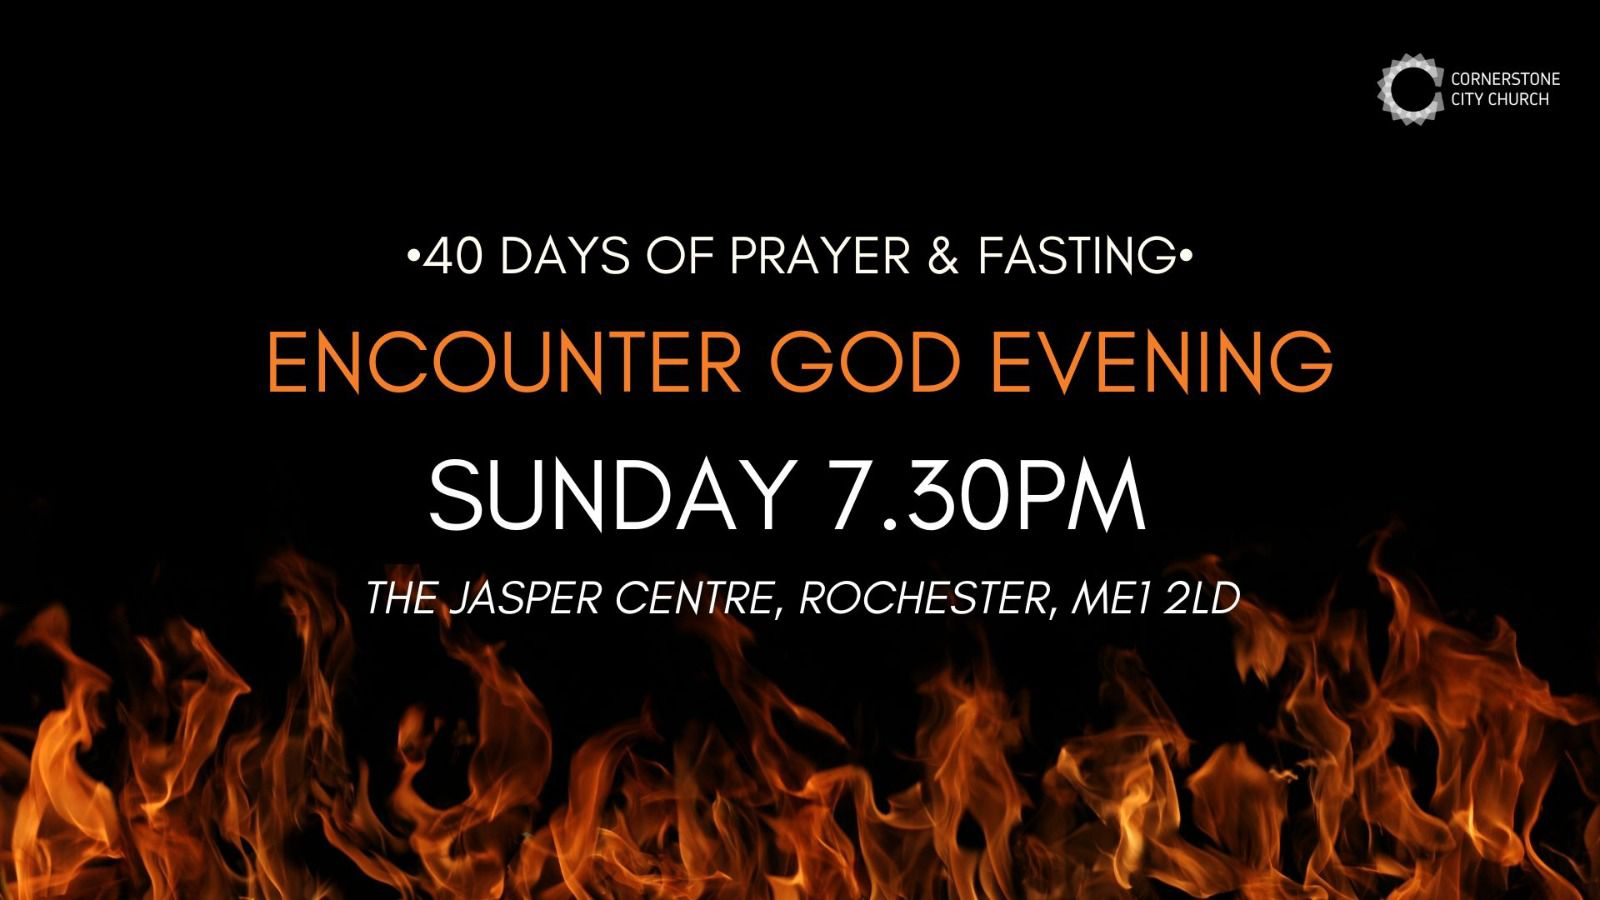 CORNERSTONE
CITY CHURCH
•40 DAYS OF PRAYER & FASTING•
ENCOUNTER GOD EVENING
SUNDAY 7.30PM
THE JASPER CENTRE, ROCHESTER, ME1 2LD